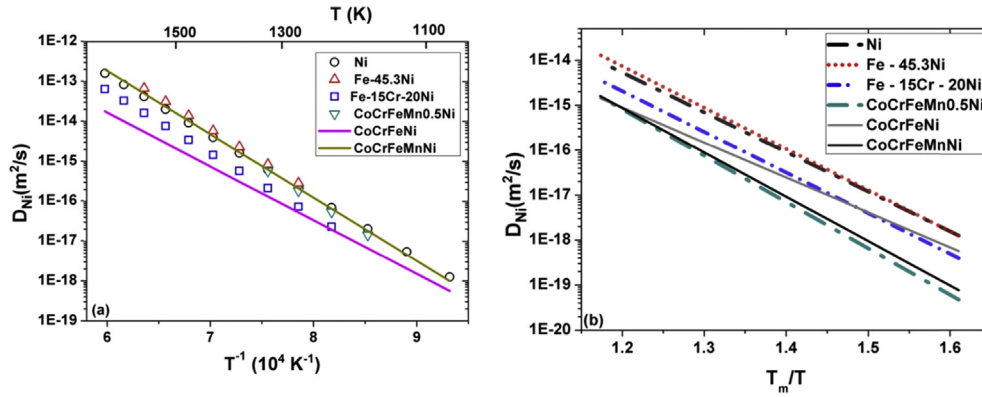 T (K)
1500 1300 1100
1E-12
1E-13
1E-14
1E-15
1E-16
1E-17
1E-18
1E-19
D_Ni(m²/s)
Ni
Fe-45.3Ni
Fe-15Cr-20Ni
CoCrFeMn0.5Ni
CoCrFeNi
CoCrFeMnNi
(a)
6 7 8 9
T⁻¹ (10⁴ K⁻¹)
1E-14
1E-15
1E-16
1E-17
1E-18
1E-19
1E-20
D_Ni(m²/s)
Ni
Fe - 45.3Ni
Fe - 15Cr - 20Ni
CoCrFeMn0.5Ni
CoCrFeNi
CoCrFeMnNi
(b)
1.2 1.3 1.4 1.5 1.6
T_m/T